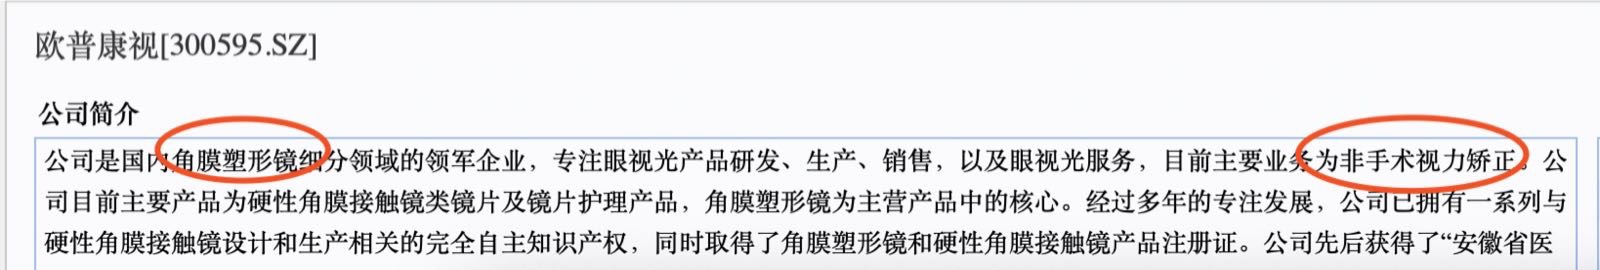 欧普康视[300595.SZ]
公司简介
公司是国内角膜塑形镜细分领域的领军企业，专注眼视光产品研发、生产、销售，以及眼视光服务，目前主要业务为非手术视力矫正。公
司目前主要产品为硬性角膜接触镜类镜片及镜片护理产品，角膜塑形镜为主营产品中的核心。经过多年的专注发展，公司已拥有一系列与
硬性角膜接触镜设计和生产相关的完全自主知识产权，同时取得了角膜塑形镜和硬性角膜接触镜产品注册证。公司先后获得了“安徽省医